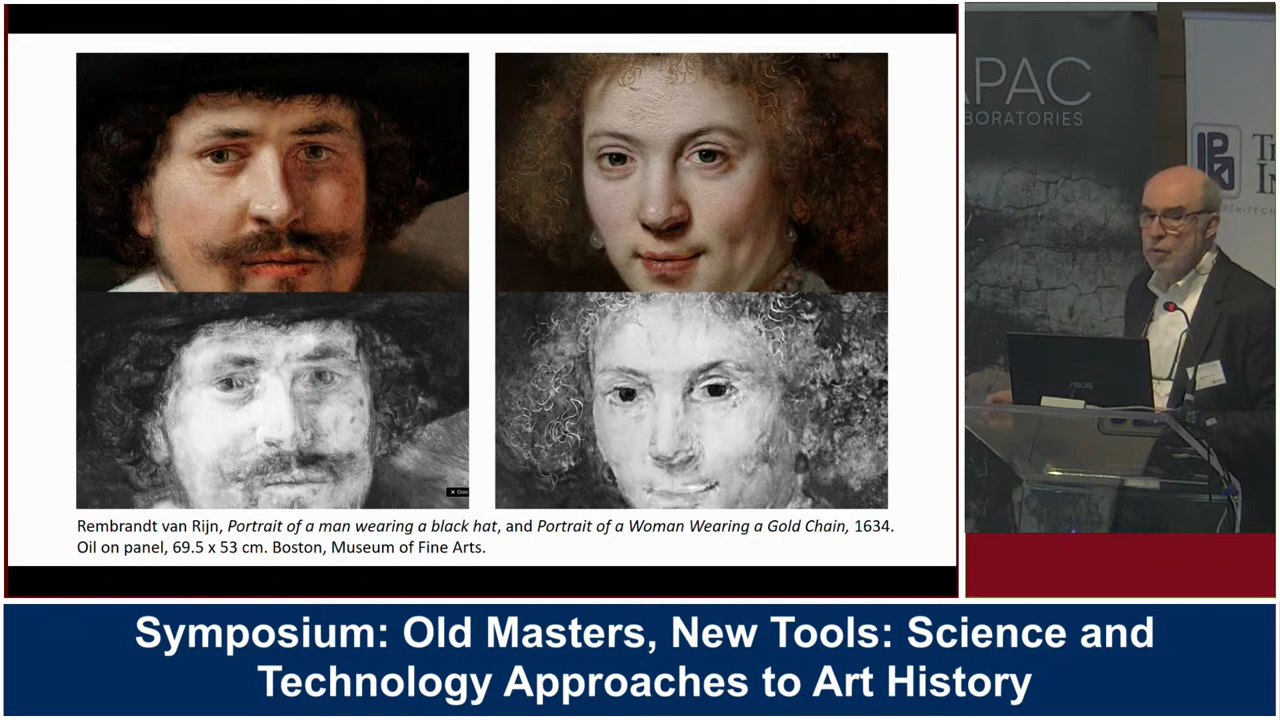 Rembrandt van Rijn, Portrait of a man wearing a black hat, and Portrait of a Woman Wearing a Gold Chain, 1634.
Oil on panel, 69.5 x 53 cm. Boston, Museum of Fine Arts.
PAC
BORATORIES
ASUS
Symposium: Old Masters, New Tools: Science and
Technology Approaches to Art History